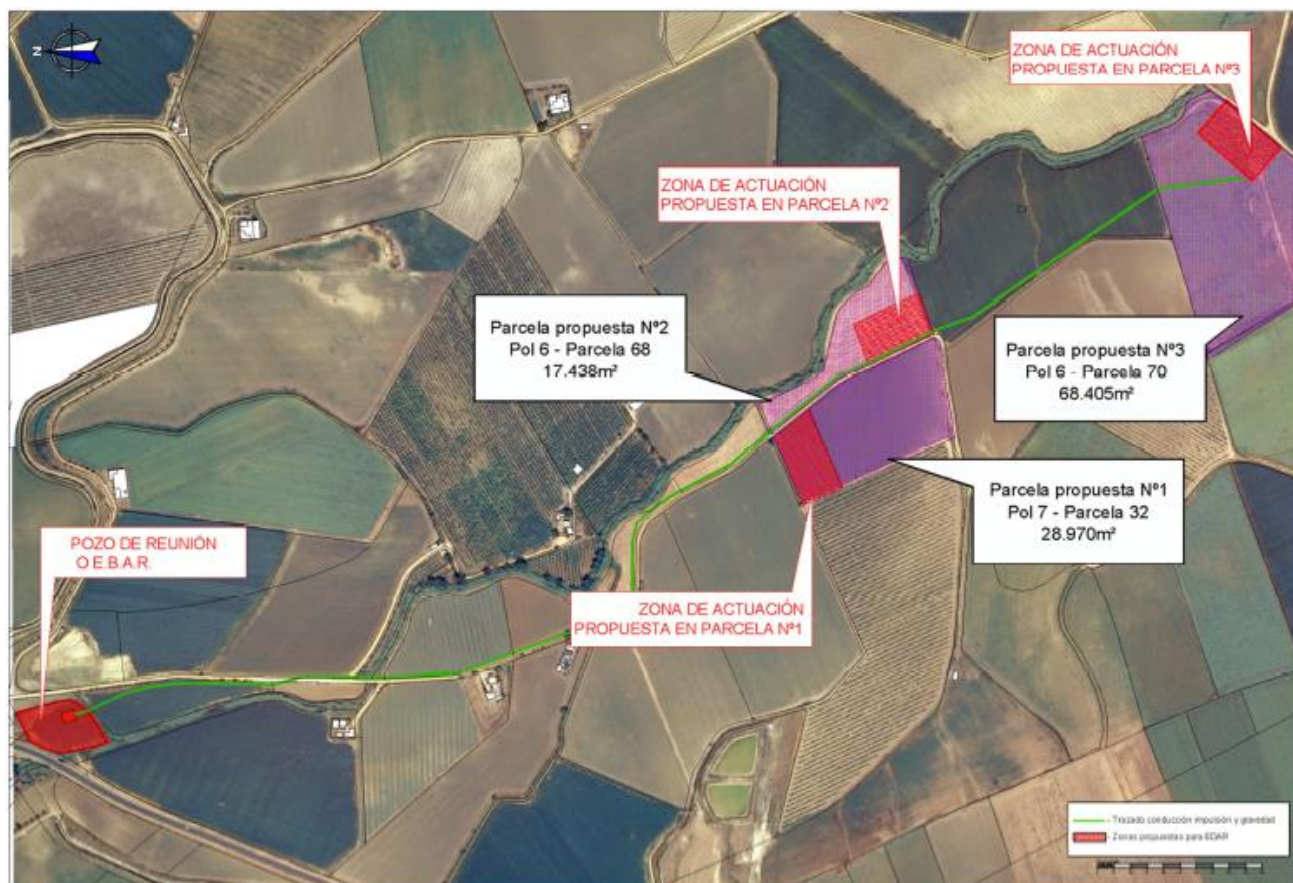 N
ZONA DE ACTUACIÓN
PROPUESTA EN PARCELA Nº3
ZONA DE ACTUACIÓN
PROPUESTA EN PARCELA Nº2
Parcela propuesta Nº2
Pol 6 - Parcela 68
17.438m²
Parcela propuesta Nº3
Pol 6 - Parcela 70
68.405m²
Parcela propuesta Nº1
Pol 7 - Parcela 32
28.970m²
POZO DE REUNIÓN
O E.B.A.R.
ZONA DE ACTUACIÓN
PROPUESTA EN PARCELA Nº1
- Trazado conducción impulsión y gravedad
- Zonas propuestas para EDAR